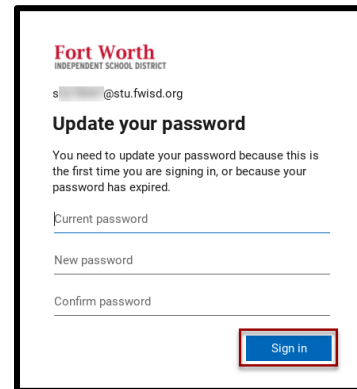 Fort Worth
INDEPENDENT SCHOOL DISTRICT
s @stu.fwisd.org
Update your password
You need to update your password because this is
the first time you are signing in, or because your
password has expired.
Current password
New password
Confirm password
Sign in